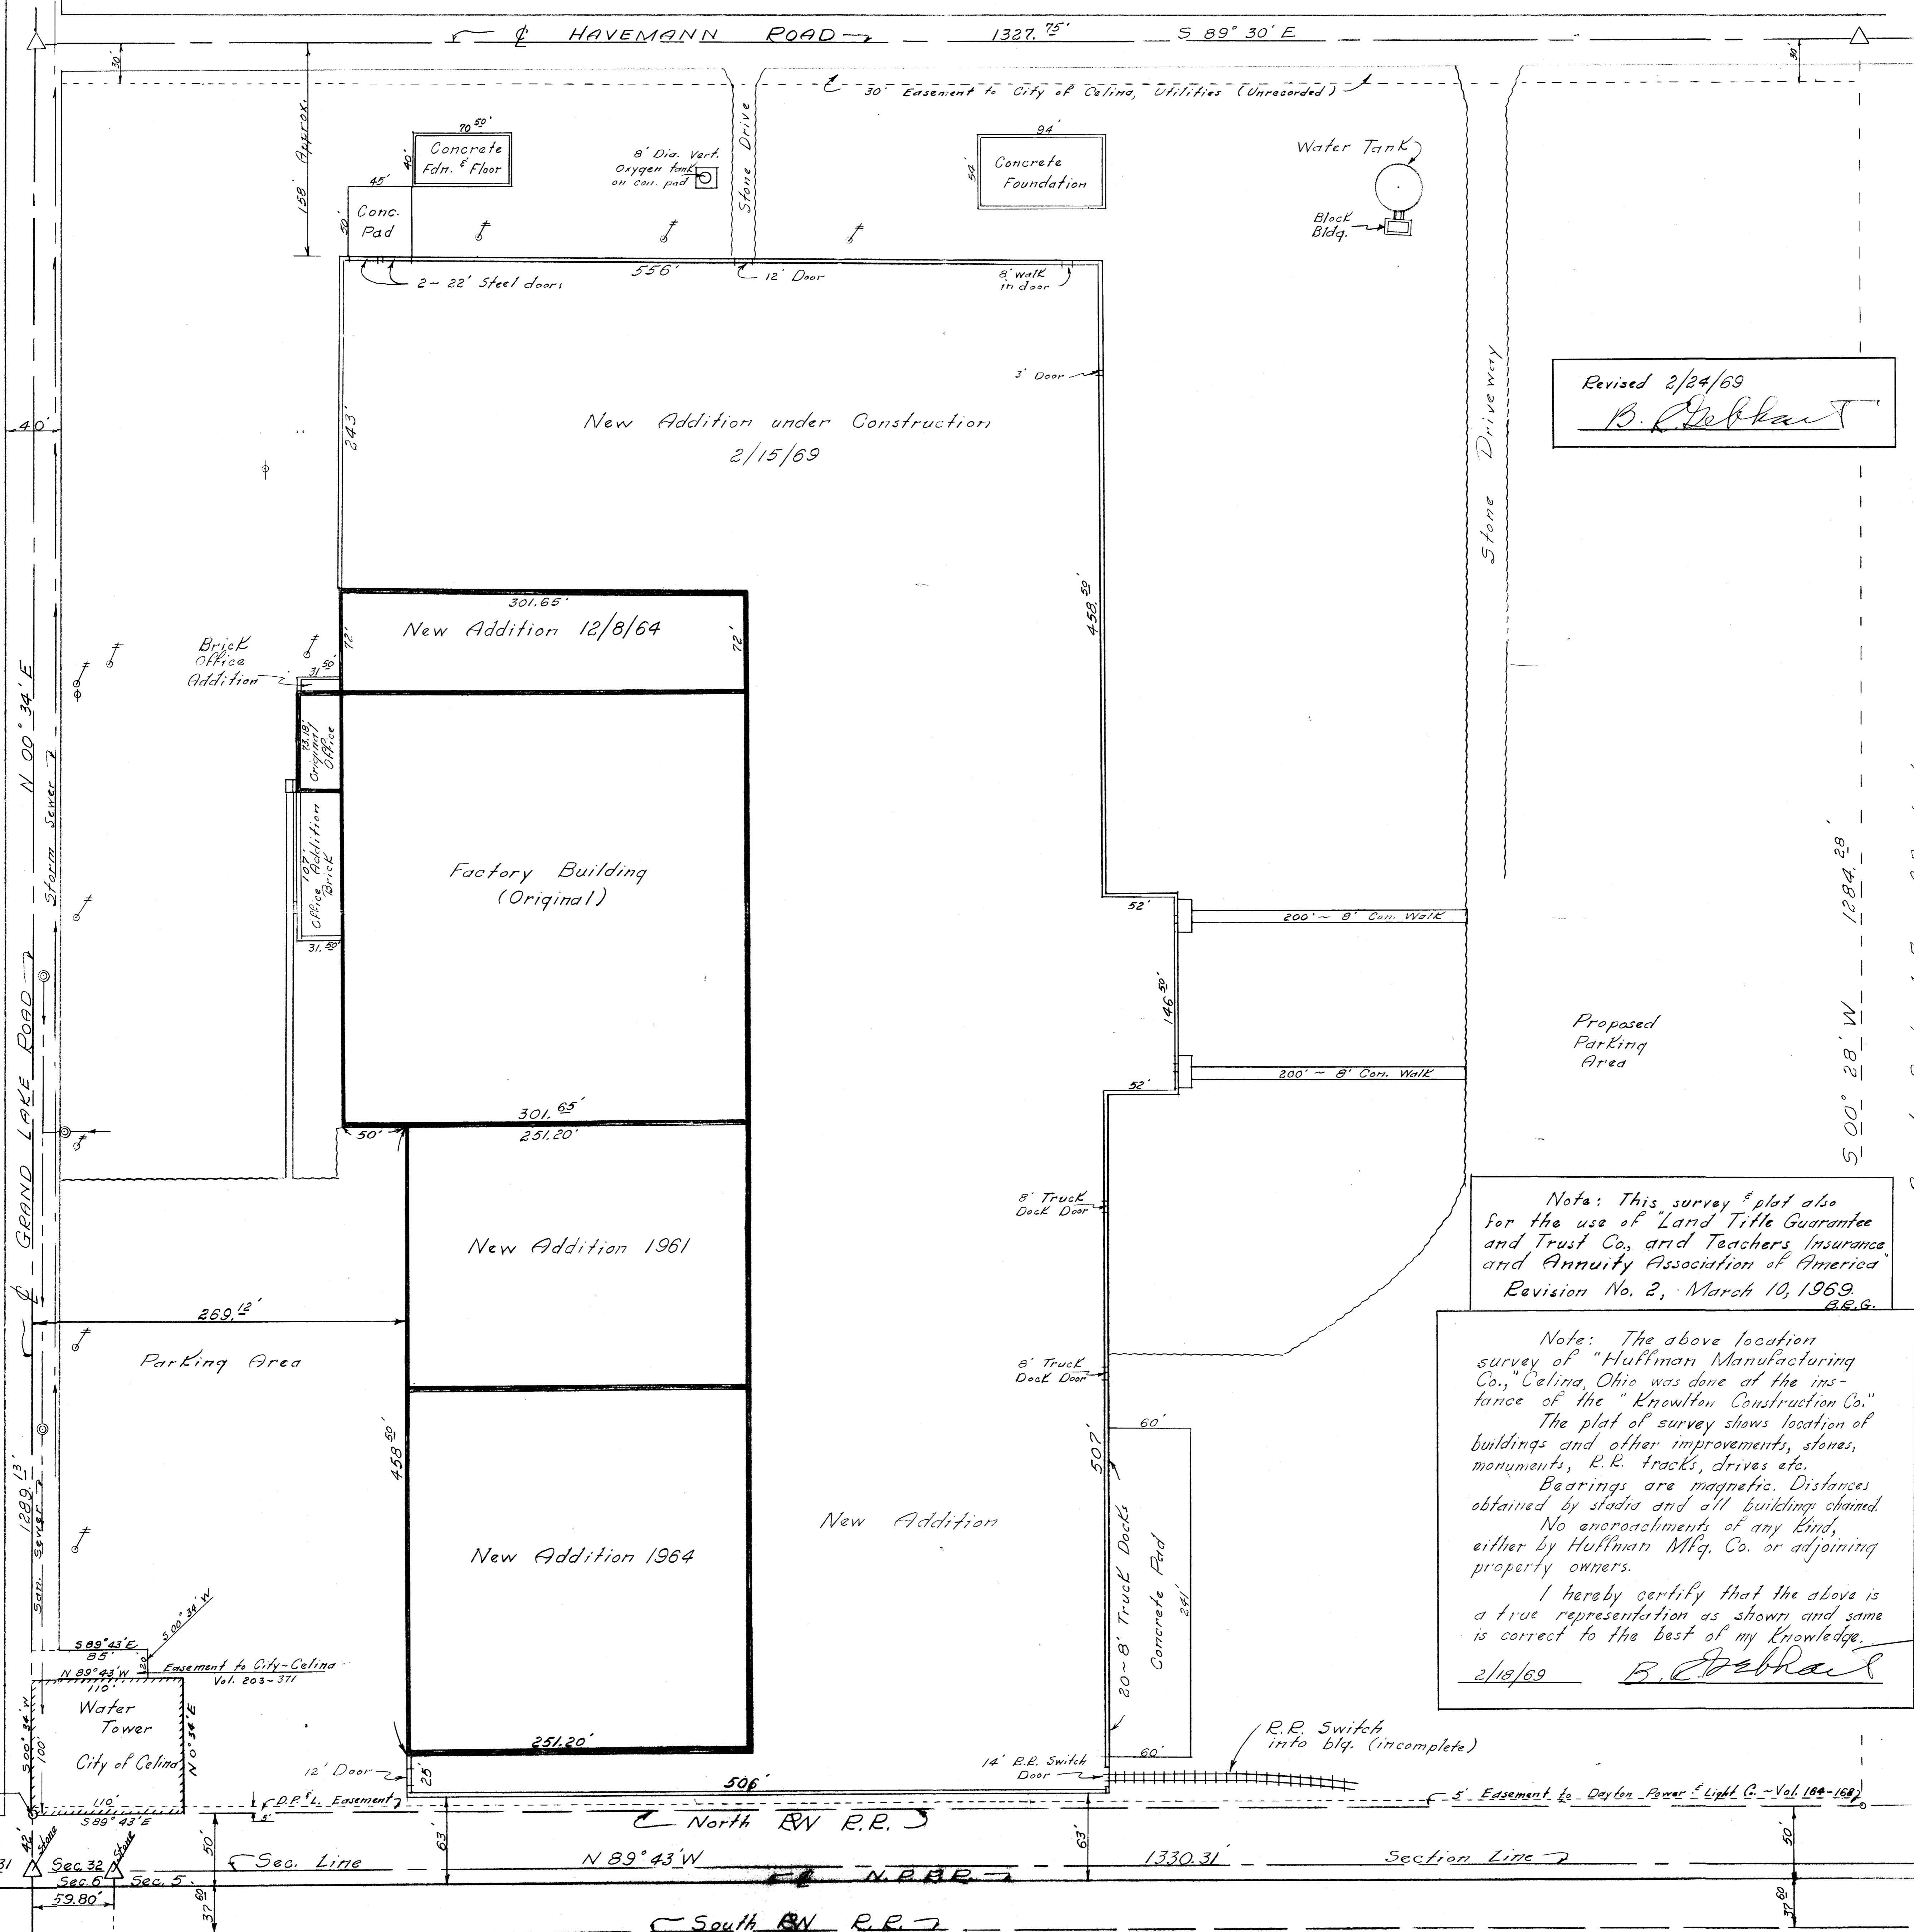 ℄ HAVEMANN ROAD 1327.75' S 89° 30' E
30'
30'
30' Easement to City of Celina, Utilities (Unrecorded)
158' Approx.
70 50'
40'
Concrete
Fdn. & Floor
45'
50'
Conc.
Pad
8' Dia. Vert.
Oxygen tank
on con. pad
Stone Drive
94'
54'
Concrete
Foundation
Water Tank
Block
Bldg.
2~22' Steel doors
556'
12' Door
8' walk
in door
3' Door
243'
New Addition under Construction
2/15/69
Stone Driveway
Revised 2/24/69
B. R. Gebhart
40'
458.50'
301.65'
New Addition 12/8/64
72'
72'
Brick
Office
Addition
31 50'
73.18'
Original
Office
107'
Office Addition
Brick
31.50'
Factory Building
(Original)
N 00° 34' E
Storm Sewer
℄ GRAND LAKE ROAD
52'
200' ~ 8' Con. Walk
146 50'
52'
200' ~ 8' Con. Walk
Proposed
Parking
Area
S 00° 28' W 1284.28'
301.65'
50'
251.20'
8' Truck
Dock Door
New Addition 1961
269.12'
Parking Area
8' Truck
Dock Door
Note: This survey & plat also
for the use of "Land Title Guarantee
and Trust Co., and Teachers Insurance
and Annuity Association of America"
Revision No. 2, March 10, 1969.
B.R.G.
Note: The above location
survey of "Huffman Manufacturing
Co.," Celina, Ohio was done at the ins-
tance of the "Knowlton Construction Co."
The plat of survey shows location of
buildings and other improvements, stones,
monuments, R.R. tracks, drives etc.
Bearings are magnetic. Distances
obtained by stadia and all buildings chained.
No encroachments of any kind,
either by Huffman Mfg. Co. or adjoining
property owners.
I hereby certify that the above is
a true representation as shown and same
is correct to the best of my Knowledge.
2/18/69 B. R. Gebhart
458 50'
507'
60'
20~8' Truck Docks
Concrete Pad
241'
60'
New Addition
New Addition 1964
1289.13'
San. Sewer
S 89° 43' E
85'
S 00° 34' W
20'
N 89° 43' W
110'
Easement to City-Celina
Vol. 203-371
Water
Tower
City of Celina
S 00° 34' W
100'
N 0° 34' E
110'
S 89° 43' E
251.20'
12' Door
25'
506'
14' R.R. Switch
Door
R.R. Switch
into blg. (incomplete)
D.P.&L. Easement
5'
5' Easement to Dayton Power & Light Co. ~ Vol. 164-168
North R/W R.R.
42'
Stone
Stone
50'
63'
63'
50'
31
Sec. 32
Sec. 6
Sec. 5
Sec. Line
N 89° 43' W
1330.31
Section Line
59.80'
37 60'
37 60'
South R/W R.R.